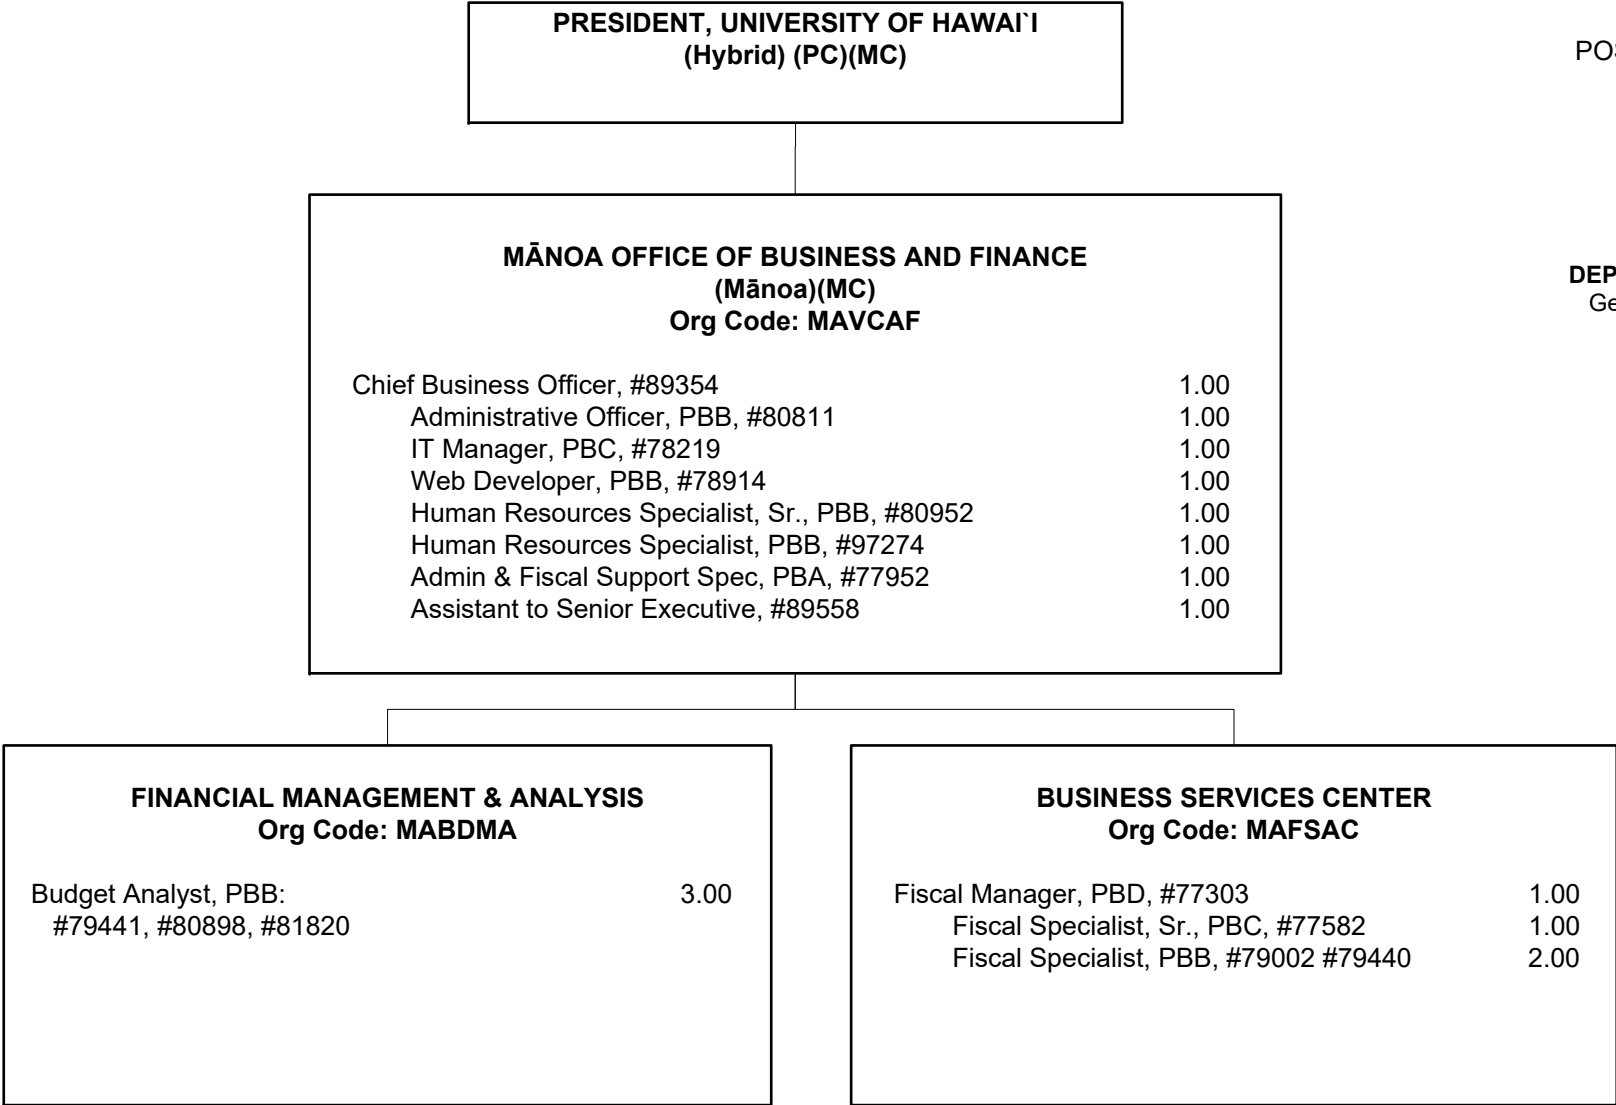 PRESIDENT, UNIVERSITY OF HAWAI`I
(Hybrid) (PC)(MC)
MĀNOA OFFICE OF BUSINESS AND FINANCE
(Mānoa)(MC)
Org Code: MAVCAF
Chief Business Officer, #89354 1.00
Administrative Officer, PBB, #80811 1.00
IT Manager, PBC, #78219 1.00
Web Developer, PBB, #78914 1.00
Human Resources Specialist, Sr., PBB, #80952 1.00
Human Resources Specialist, PBB, #97274 1.00
Admin & Fiscal Support Spec, PBA, #77952 1.00
Assistant to Senior Executive, #89558 1.00
FINANCIAL MANAGEMENT & ANALYSIS
Org Code: MABDMA
Budget Analyst, PBB: 3.00
#79441, #80898, #81820
BUSINESS SERVICES CENTER
Org Code: MAFSAC
Fiscal Manager, PBD, #77303 1.00
Fiscal Specialist, Sr., PBC, #77582 1.00
Fiscal Specialist, PBB, #79002 #79440 2.00